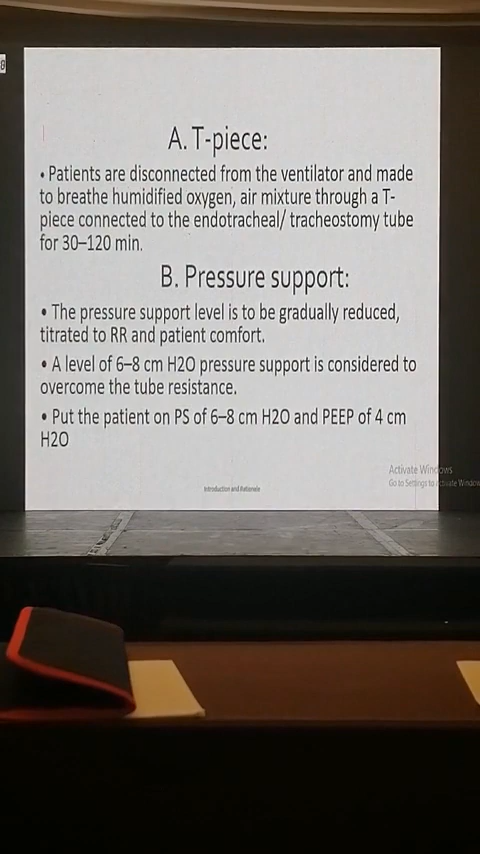 8
A. T-piece:
• Patients are disconnected from the ventilator and made
to breathe humidified oxygen, air mixture through a T-
piece connected to the endotracheal/ tracheostomy tube
for 30–120 min.
B. Pressure support:
• The pressure support level is to be gradually reduced,
titrated to RR and patient comfort.
• A level of 6–8 cm H2O pressure support is considered to
overcome the tube resistance.
• Put the patient on PS of 6–8 cm H2O and PEEP of 4 cm
H2O
Activate Windows
Go to Settings to activate Window
Introduction and Rationale